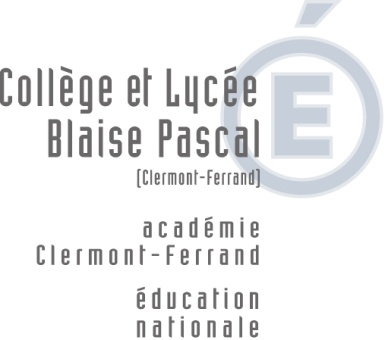 Collège et Lycée
Blaise Pascal
(Clermont-Ferrand)
É
académie
Clermont-Ferrand
éducation
nationale